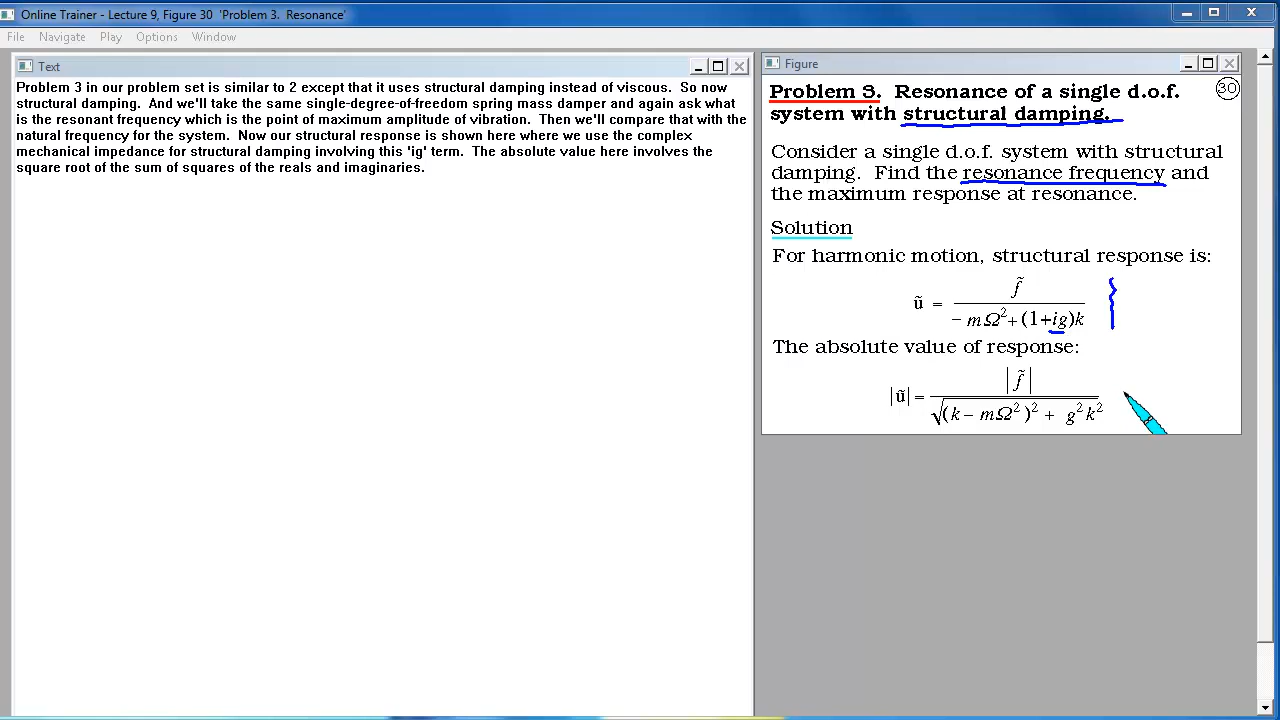 Online Trainer - Lecture 9, Figure 30 'Problem 3. Resonance'
File Navigate Play Options Window
Text
Problem 3 in our problem set is similar to 2 except that it uses structural damping instead of viscous. So now
structural damping. And we'll take the same single-degree-of-freedom spring mass damper and again ask what
is the resonant frequency which is the point of maximum amplitude of vibration. Then we'll compare that with the
natural frequency for the system. Now our structural response is shown here where we use the complex
mechanical impedance for structural damping involving this 'ig' term. The absolute value here involves the
square root of the sum of squares of the reals and imaginaries.
Figure
Problem 3. Resonance of a single d.o.f. 30
system with structural damping.
Consider a single d.o.f. system with structural
damping. Find the resonance frequency and
the maximum response at resonance.
Solution
For harmonic motion, structural response is:
ũ = f̃ / − mΩ² + (1+ig)k
The absolute value of response:
|ũ| = |f̃| / √(k − mΩ²)² + g²k²